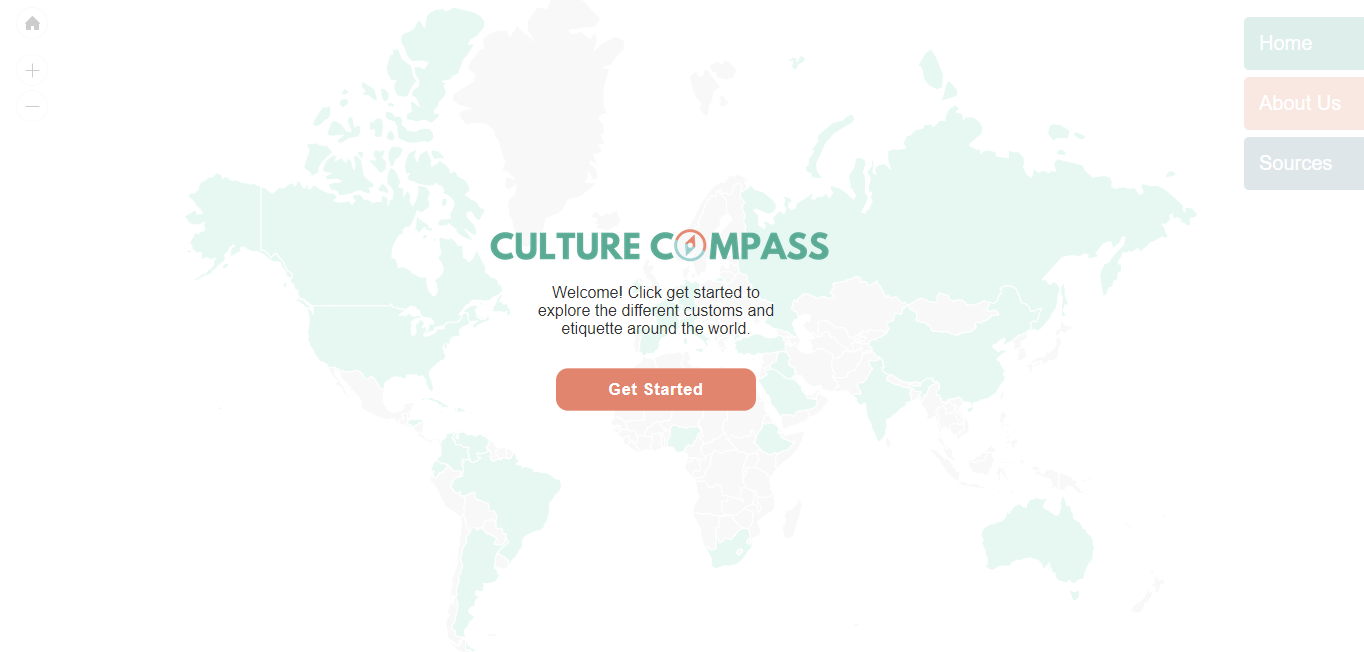 Home
About Us
Sources
CULTURE COMPASS
Welcome! Click get started to
explore the different customs and
etiquette around the world.
Get Started